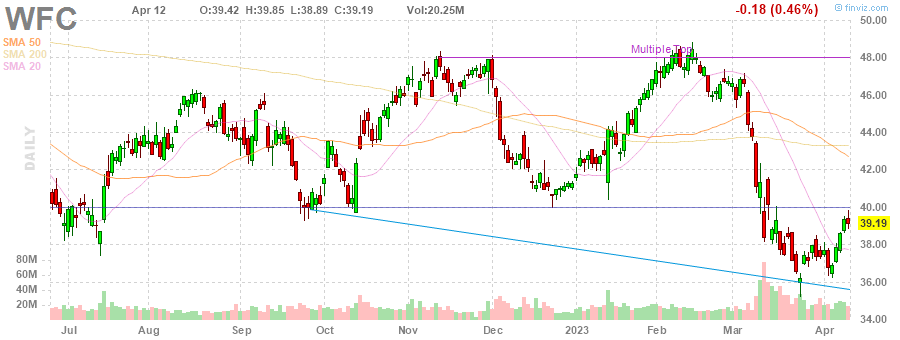 WFC
Apr 12 O:39.42 H:39.85 L:38.89 C:39.19 Vol:20.25M -0.18 (0.46%)
© finviz.com
SMA 50
SMA 200
SMA 20
DAILY
Multiple Top
50.00
48.00
46.00
44.00
42.00
40.00
39.19
38.00
36.00
34.00
80M
60M
40M
20M
Jul Aug Sep Oct Nov Dec 2023 Feb Mar Apr